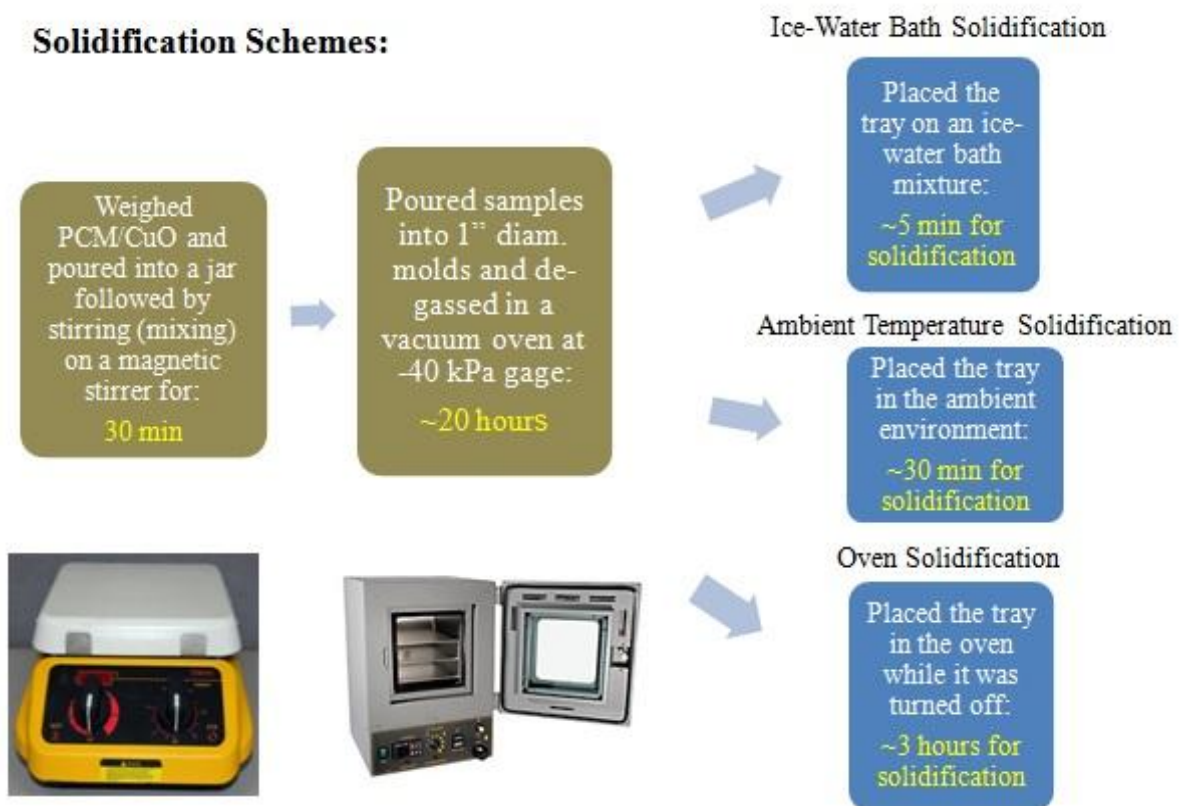 Solidification Schemes:
Weighed
PCM/CuO and
poured into a jar
followed by
stirring (mixing)
on a magnetic
stirrer for:
30 min
Poured samples
into 1” diam.
molds and de-
gassed in a
vacuum oven at
-40 kPa gage:
~20 hours
Ice-Water Bath Solidification
Placed the
tray on an ice-
water bath
mixture:
~5 min for
solidification
Ambient Temperature Solidification
Placed the tray
in the ambient
environment:
~30 min for
solidification
Oven Solidification
Placed the tray
in the oven
while it was
turned off:
~3 hours for
solidification